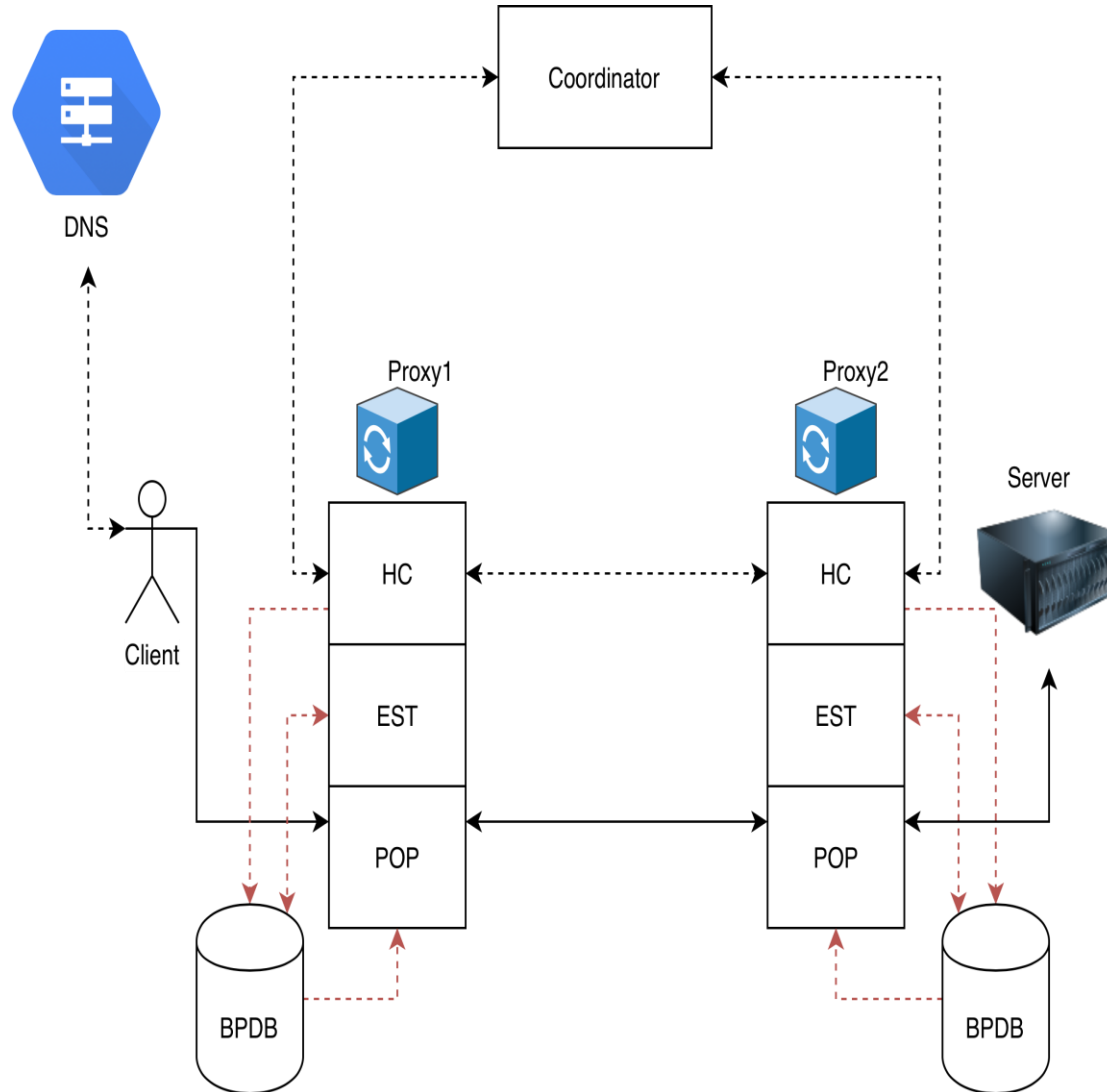 Coordinator
DNS
Proxy1
Proxy2
Server
HC
HC
Client
EST
EST
POP
POP
BPDB
BPDB